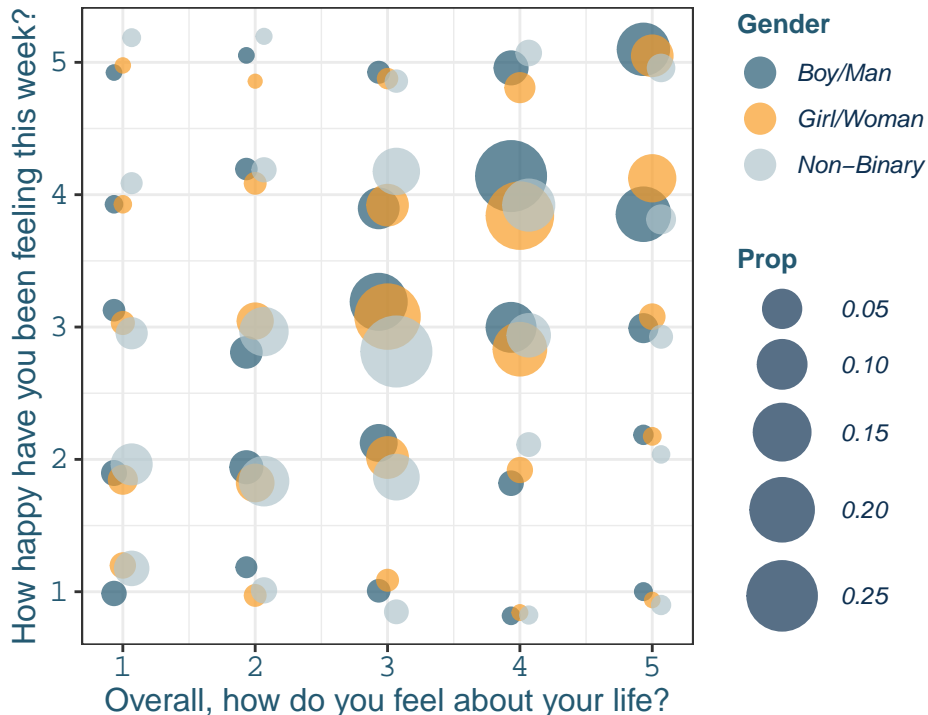 How happy have you been feeling this week?
5
4
3
2
1
1 2 3 4 5
Overall, how do you feel about your life?
Gender
Boy/Man
Girl/Woman
Non−Binary
Prop
0.05
0.10
0.15
0.20
0.25